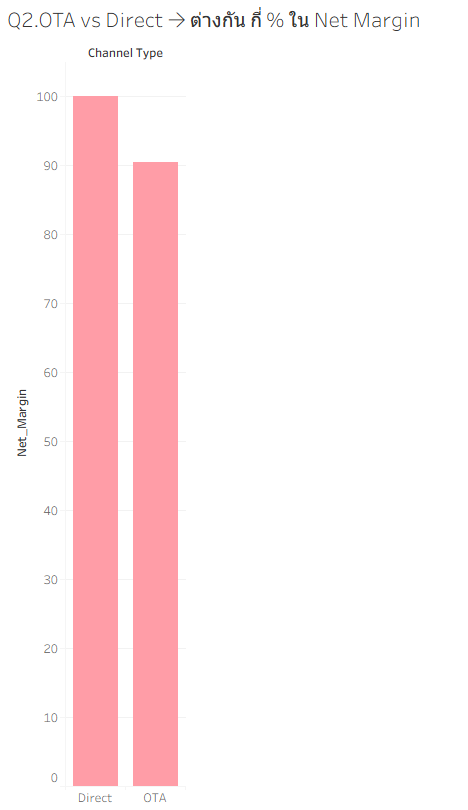 Q2.OTA vs Direct → ต่างกัน กี่ % ใน Net Margin
Channel Type
100
90
80
70
60
50
40
30
20
10
0
Net_Margin
Direct
OTA